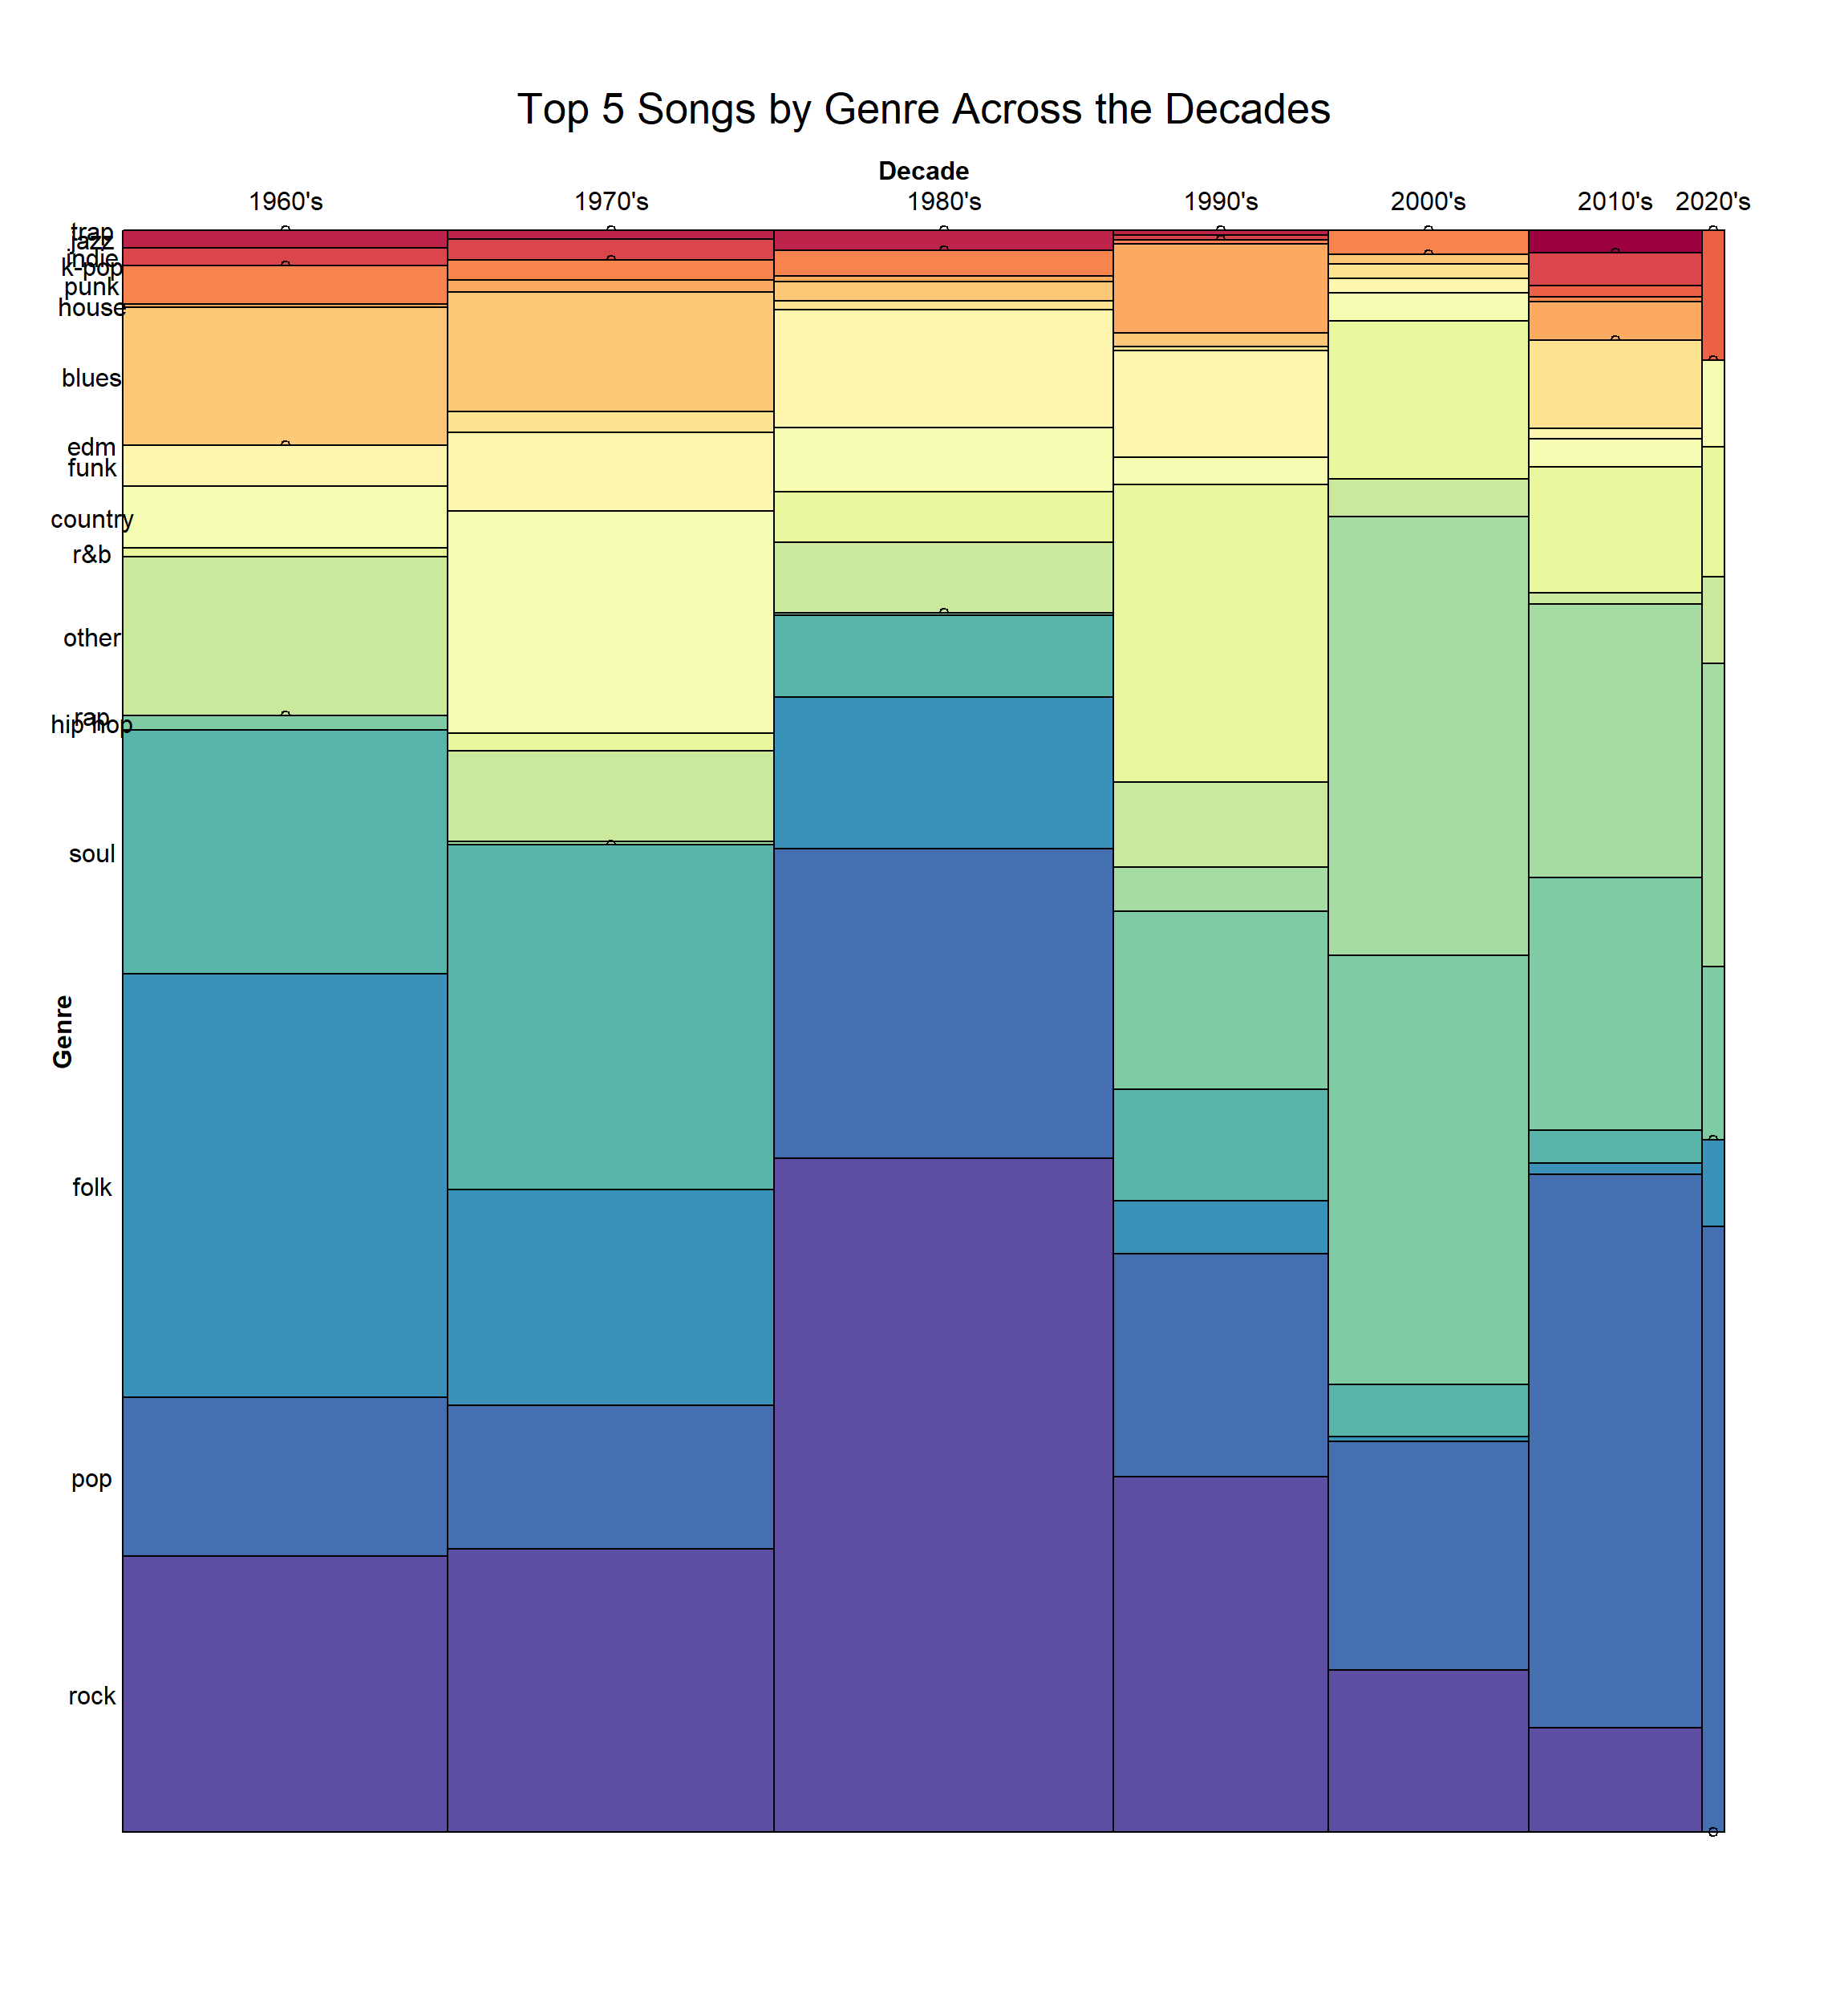 Top 5 Songs by Genre Across the Decades
Decade
1960's 1970's 1980's 1990's 2000's 2010's 2020's
trap
jazz
indie
k-pop
punk
house
blues
edm
funk
country
r&b
other
rap
hip hop
soul
Genre
folk
pop
rock